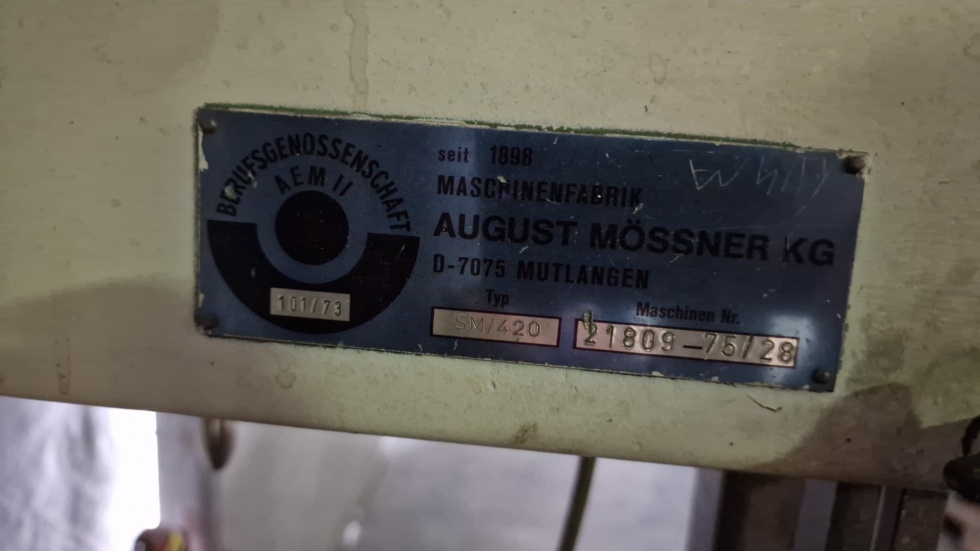 BERUFSGENOSSENSCHAFT
AEM II
101/73
seit 1898
MASCHINENFABRIK
AUGUST MÖSSNER KG
D-7075 MUTLANGEN
Typ
SM/420
Maschinen Nr.
21809-75/28